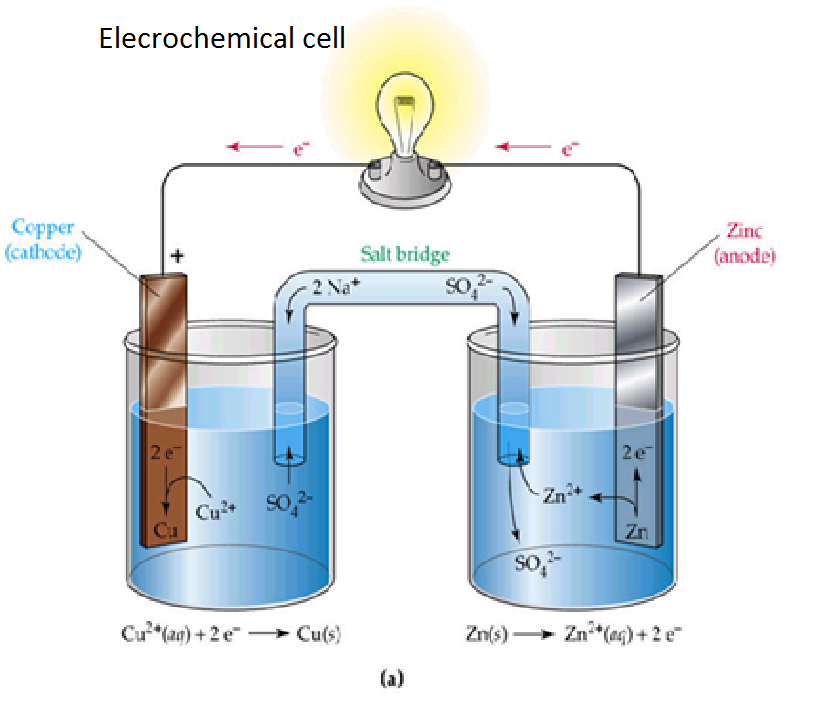 Elecrochemical cell
e⁻ e⁻
Copper
(cathode)
+
Salt bridge
Zinc
(anode)
2 Na⁺ SO₄²⁻
2 e⁻
Cu²⁺
Cu
SO₄²⁻
2 e⁻
Zn²⁺
Zn
SO₄²⁻
Cu²⁺(aq) + 2 e⁻ ⟶ Cu(s)
Zn(s) ⟶ Zn²⁺(aq) + 2 e⁻
(a)